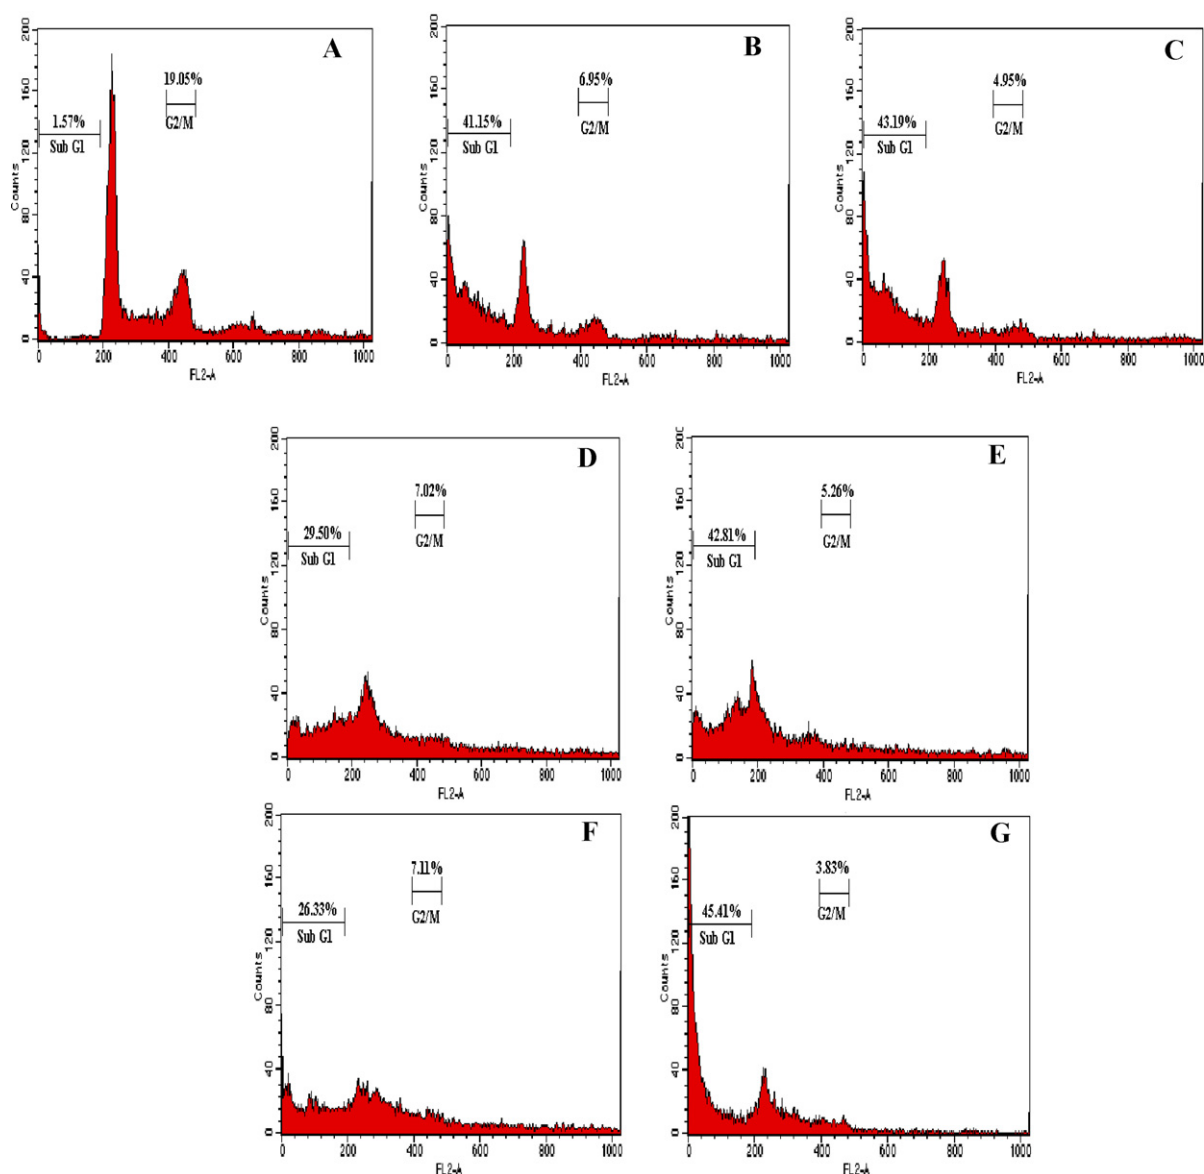 A
19.05%
G2/M
1.57%
Sub G1
Counts
0 40 80 120 160 200
0 200 400 600 800 1000
FL2-A
B
6.95%
G2/M
41.15%
Sub G1
Counts
0 40 80 120 160 200
0 200 400 600 800 1000
FL2-A
C
4.95%
G2/M
43.19%
Sub G1
Counts
0 40 80 120 160 200
0 200 400 600 800 1000
FL2-A
D
7.02%
G2/M
29.50%
Sub G1
Counts
0 40 80 120 160 200
0 200 400 600 800 1000
FL2-A
E
5.26%
G2/M
42.81%
Sub G1
Counts
0 40 80 120 160 200
0 200 400 600 800 1000
FL2-A
F
7.11%
G2/M
26.33%
Sub G1
Counts
0 40 80 120 160 200
0 200 400 600 800 1000
FL2-A
G
3.83%
G2/M
45.41%
Sub G1
Counts
0 40 80 120 160 200
0 200 400 600 800 1000
FL2-A